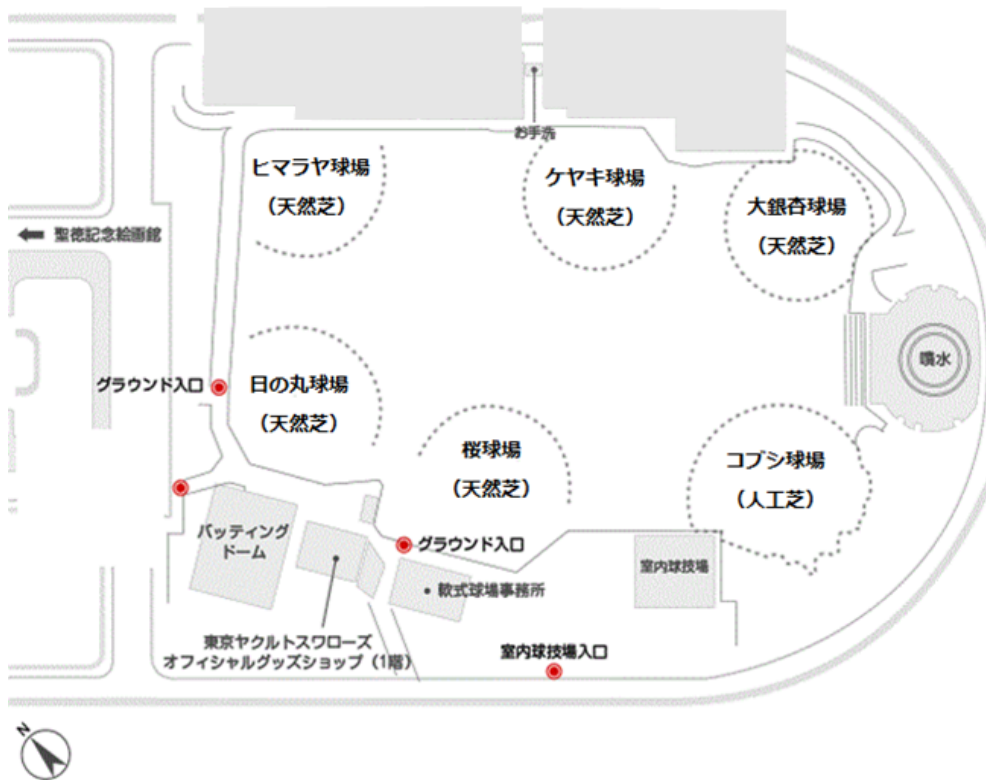 お手洗
ヒマラヤ球場
（天然芝）
ケヤキ球場
（天然芝）
大銀杏球場
（天然芝）
聖徳記念絵画館
噴水
グラウンド入口
日の丸球場
（天然芝）
桜球場
（天然芝）
コブシ球場
（人工芝）
バッティング
ドーム
グラウンド入口
室内球技場
軟式球場事務所
東京ヤクルトスワローズ
オフィシャルグッズショップ（1階）
室内球技場入口
N